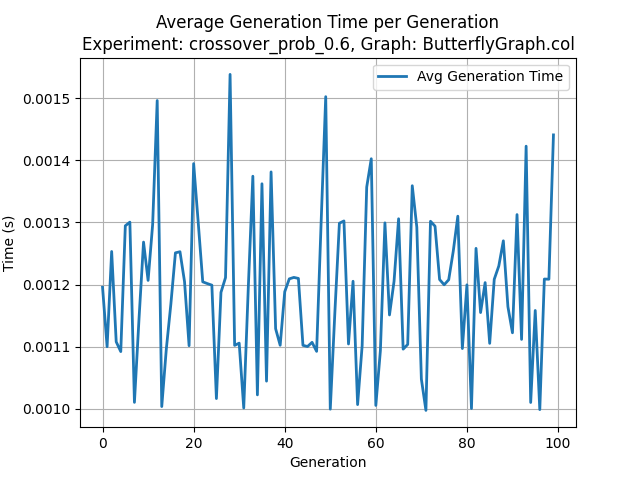 Average Generation Time per Generation
Experiment: crossover_prob_0.6, Graph: ButterflyGraph.col
Avg Generation Time
Time (s)
0.0015
0.0014
0.0013
0.0012
0.0011
0.0010
0 20 40 60 80 100
Generation